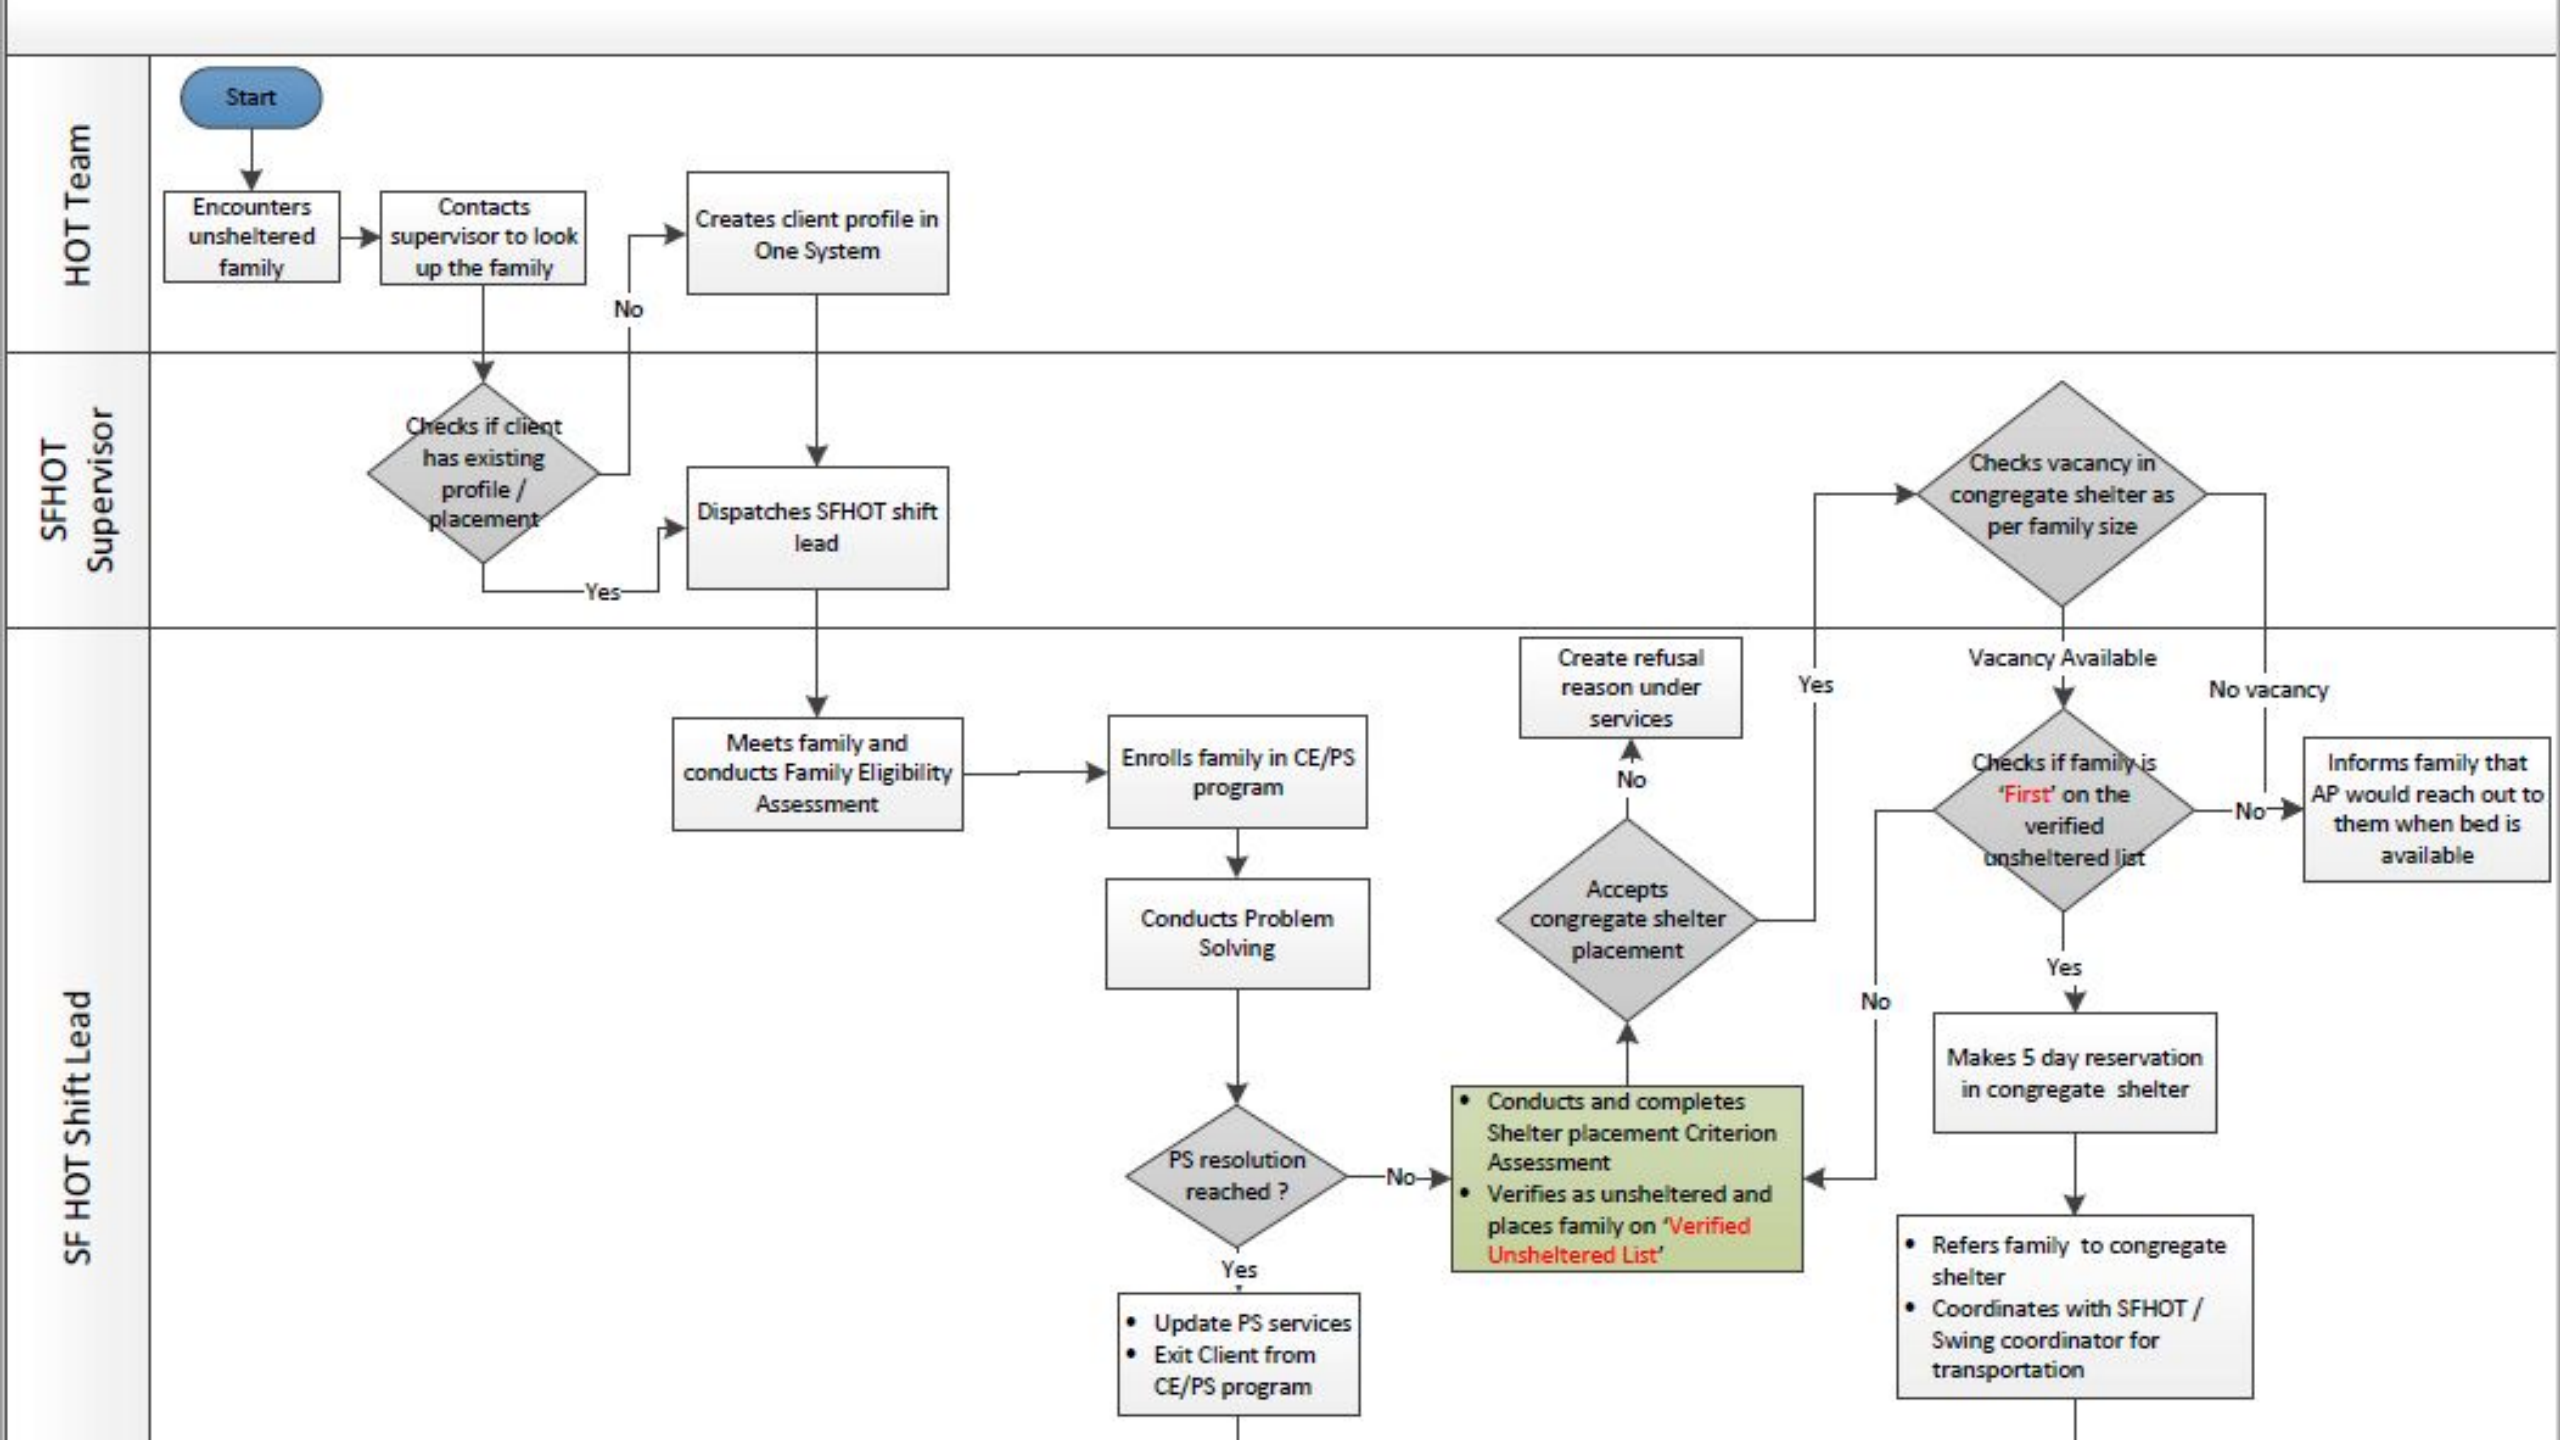 HOT Team
Start
Encounters
unsheltered
family
Contacts
supervisor to look
up the family
No
Creates client profile in
One System
SFHOT
Supervisor
Checks if client
has existing
profile /
placement
Yes
Dispatches SFHOT shift
lead
Checks vacancy in
congregate shelter as
per family size
SF HOT Shift Lead
Meets family and
conducts Family Eligibility
Assessment
Enrolls family in CE/PS
program
Conducts Problem
Solving
PS resolution
reached ?
No
Yes
• Update PS services
• Exit Client from
CE/PS program
Create refusal
reason under
services
No
Accepts
congregate shelter
placement
Yes
• Conducts and completes
Shelter placement Criterion
Assessment
• Verifies as unsheltered and
places family on ‘Verified
Unsheltered List’
Vacancy Available
No vacancy
Checks if family is
‘First’ on the
verified
unsheltered list
No
No
Informs family that
AP would reach out to
them when bed is
available
Yes
Makes 5 day reservation
in congregate shelter
• Refers family to congregate
shelter
• Coordinates with SFHOT /
Swing coordinator for
transportation